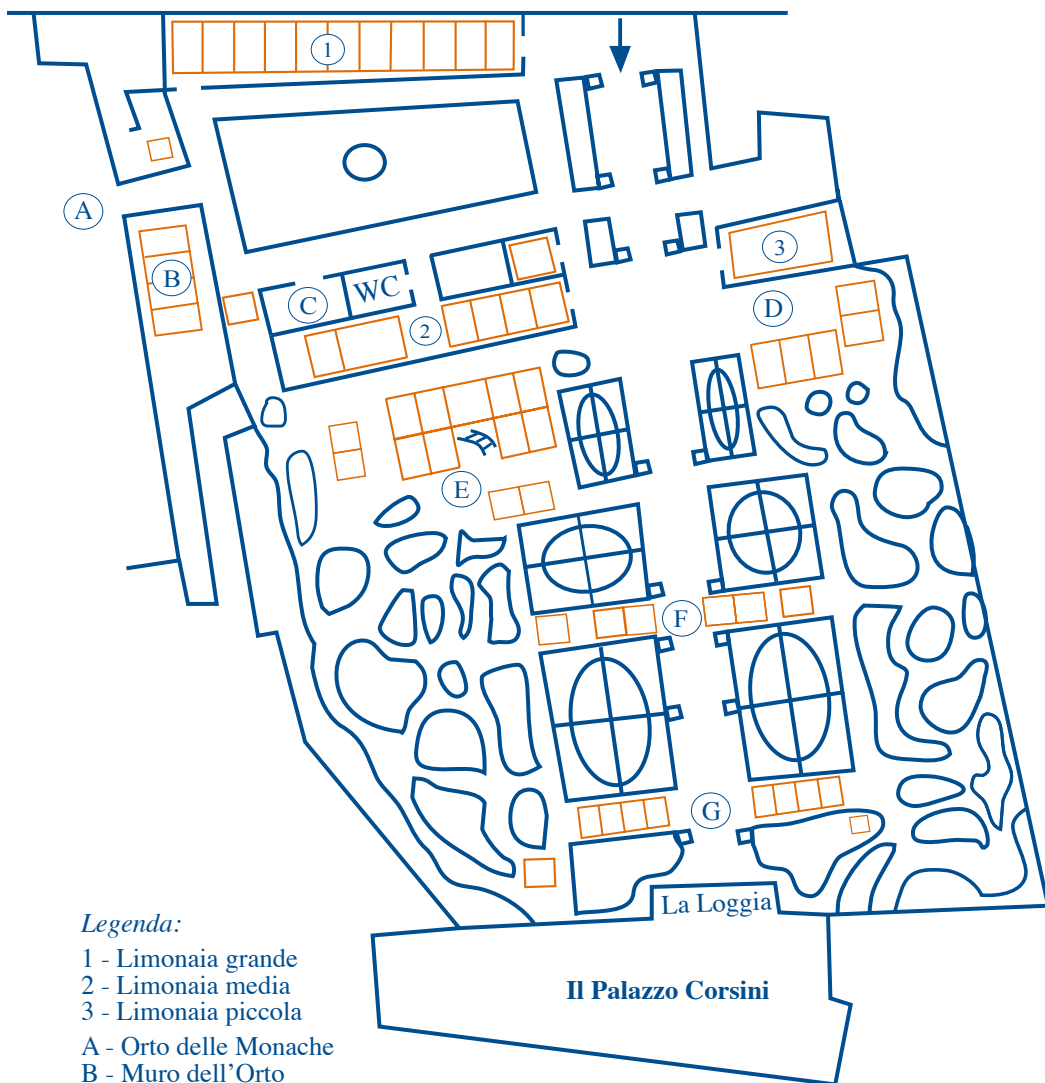 1
A
B
3
C
WC
D
2
E
F
G
La Loggia
Il Palazzo Corsini
Legenda:
1 - Limonaia grande
2 - Limonaia media
3 - Limonaia piccola
A - Orto delle Monache
B - Muro dell’Orto